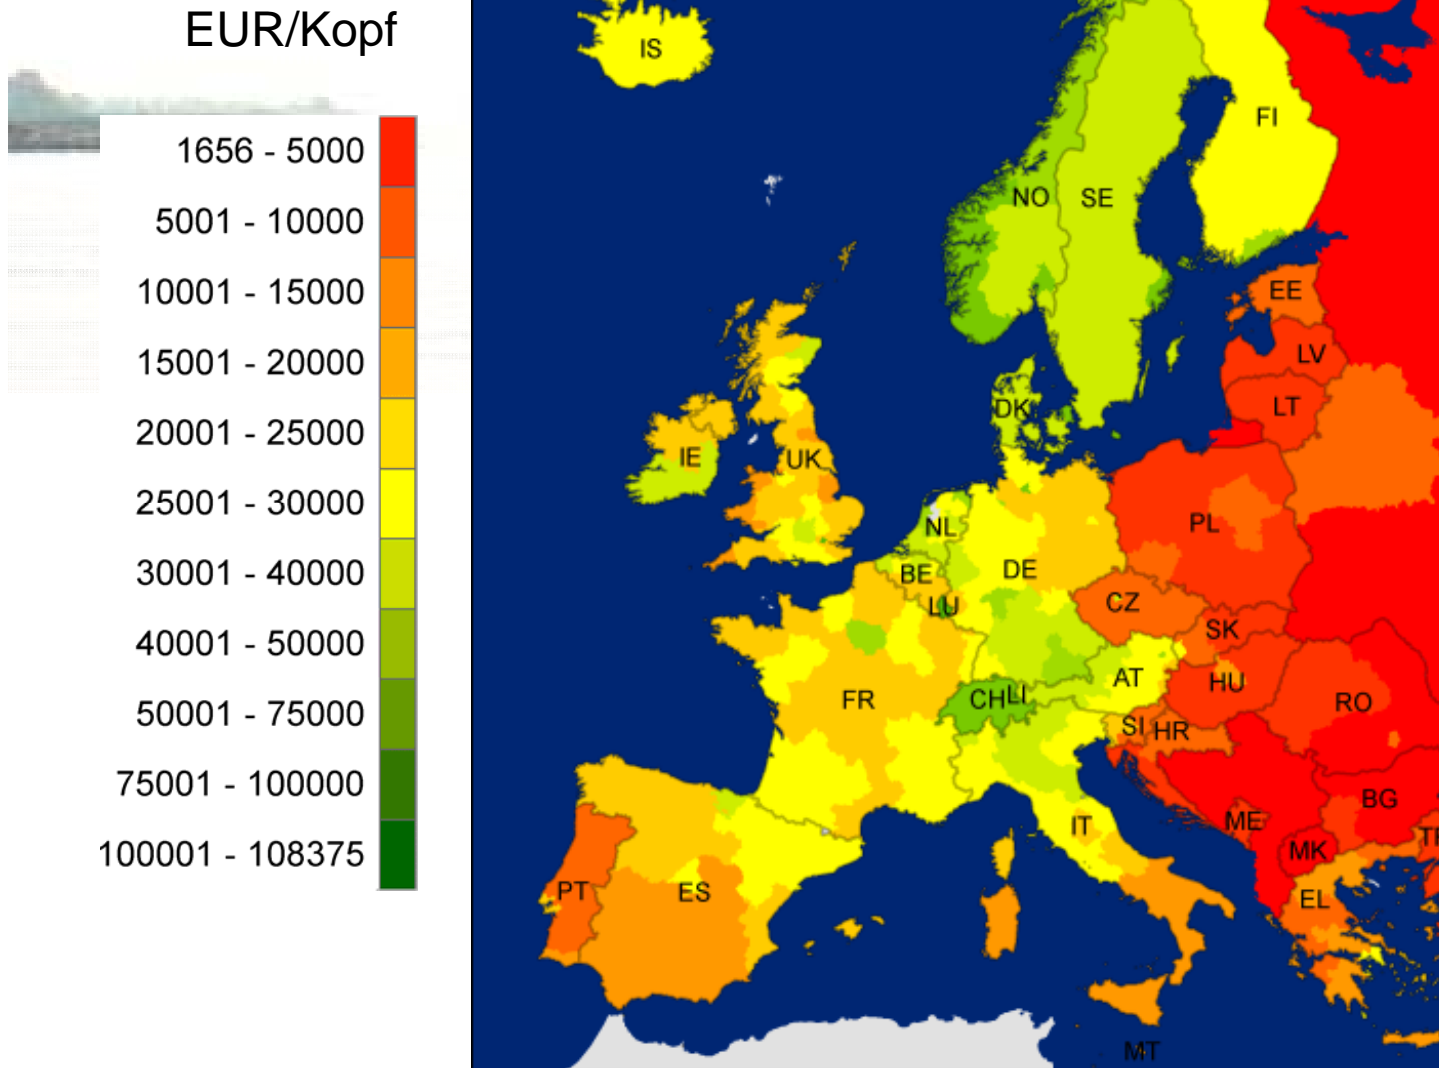 EUR/Kopf
1656 - 5000
5001 - 10000
10001 - 15000
15001 - 20000
20001 - 25000
25001 - 30000
30001 - 40000
40001 - 50000
50001 - 75000
75001 - 100000
100001 - 108375
IS
FI
NO
SE
EE
LV
LT
DK
IE
UK
NL
PL
BE
DE
LU
CZ
SK
FR
CH
LI
AT
HU
RO
SI
HR
IT
ME
BG
MK
PT
ES
EL
MT